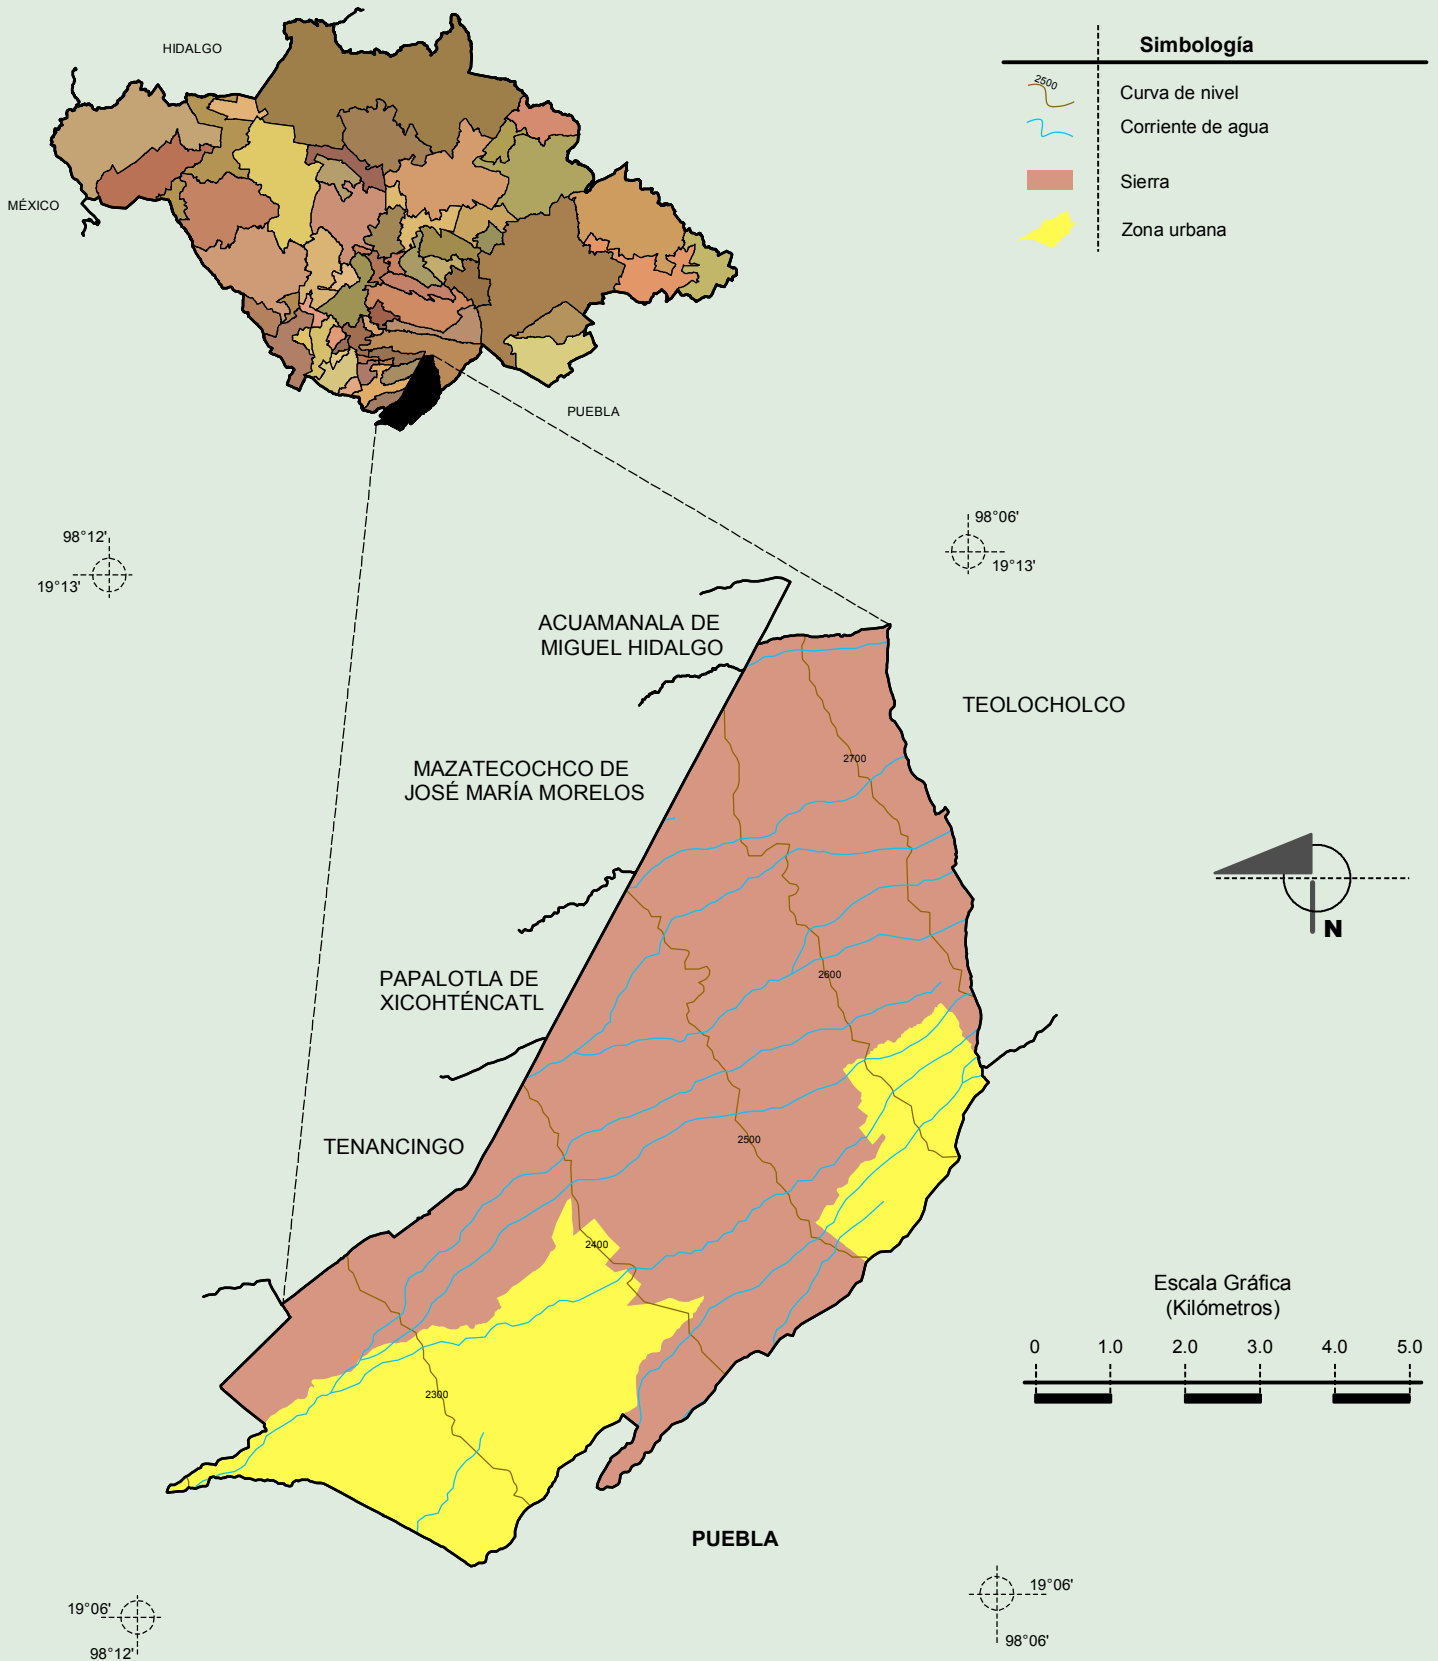 HIDALGO
MÉXICO
PUEBLA
Simbología
2500
Curva de nivel
Corriente de agua
Sierra
Zona urbana
98°12'
19°13'
98°06'
19°13'
ACUAMANALA DE
MIGUEL HIDALGO
TEOLOCHOLCO
2700
MAZATECOCHCO DE
JOSÉ MARÍA MORELOS
N
PAPALOTLA DE
XICOHTÉNCATL
2600
TENANCINGO
2500
2400
2300
Escala Gráfica
(Kilómetros)
0 1.0 2.0 3.0 4.0 5.0
PUEBLA
19°06'
98°12'
19°06'
98°06'